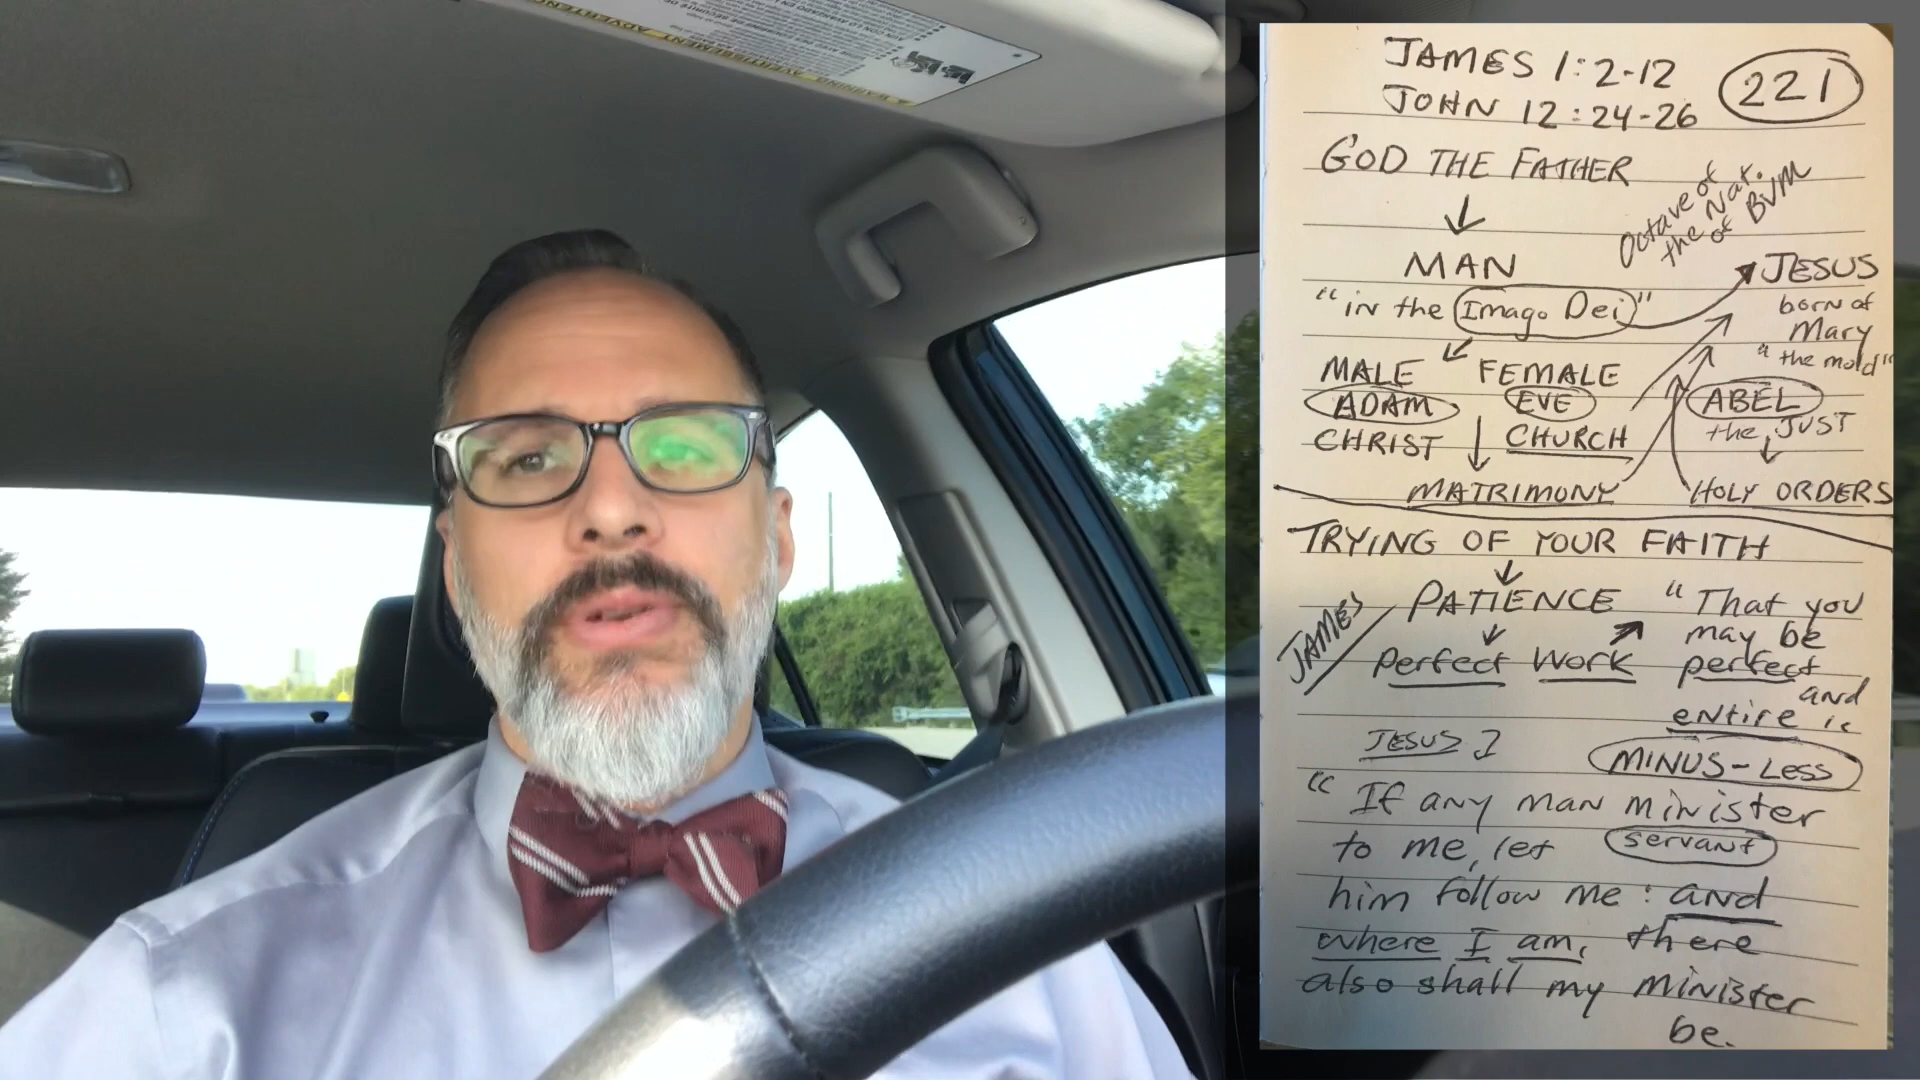 JAMES 1:2-12
221
JOHN 12:24-26
GOD THE FATHER
Octave of
the Nat.
of BVM
MAN
JESUS
"in the Imago Dei"
born of
Mary
"the mold"
MALE FEMALE
ADAM EVE
ABEL
the JUST
CHRIST CHURCH
MATRIMONY
HOLY ORDERS
TRYING OF YOUR FAITH
JAMES
PATIENCE "That you
may be
Perfect Work perfect
and
entire
JESUS
MINUS-LESS
"If any man minister
to me, let servant
him follow me: and
where I am, there
also shall my minister
be.